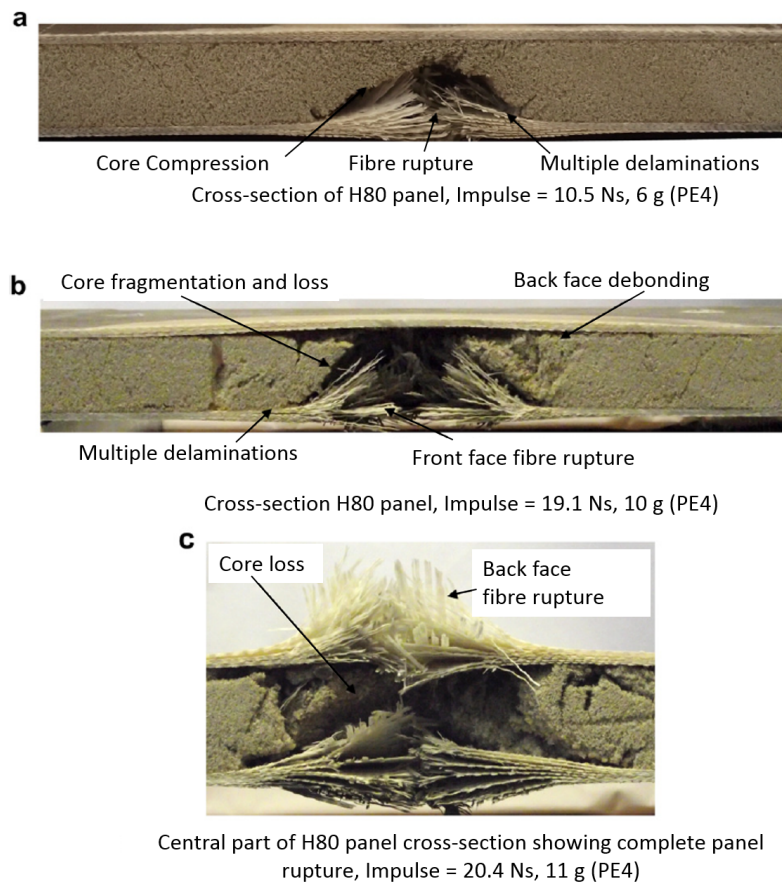 a
Core Compression
Fibre rupture
Multiple delaminations
Cross-section of H80 panel, Impulse = 10.5 Ns, 6 g (PE4)
b
Core fragmentation and loss
Back face debonding
Multiple delaminations
Front face fibre rupture
Cross-section H80 panel, Impulse = 19.1 Ns, 10 g (PE4)
c
Core loss
Back face
fibre rupture
Central part of H80 panel cross-section showing complete panel
rupture, Impulse = 20.4 Ns, 11 g (PE4)